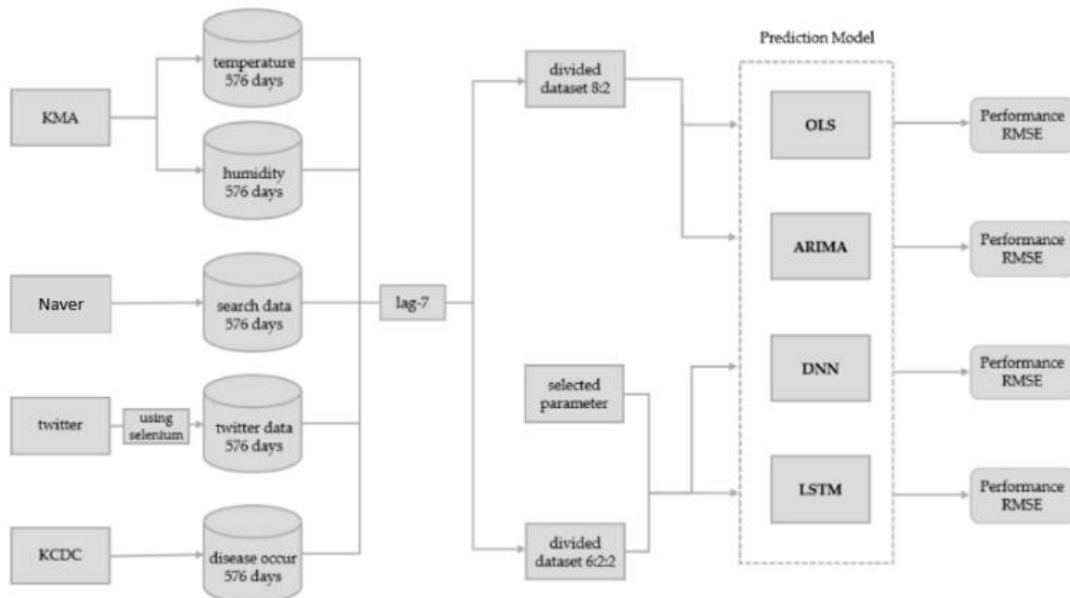 KMA
temperature
576 days
humidity
576 days
Naver
search data
576 days
twitter
using
selenium
twitter data
576 days
KCDC
disease occur
576 days
lag-7
divided
dataset 8:2
selected
parameter
divided
dataset 6:2:2
Prediction Model
OLS
ARIMA
DNN
LSTM
Performance
RMSE
Performance
RMSE
Performance
RMSE
Performance
RMSE